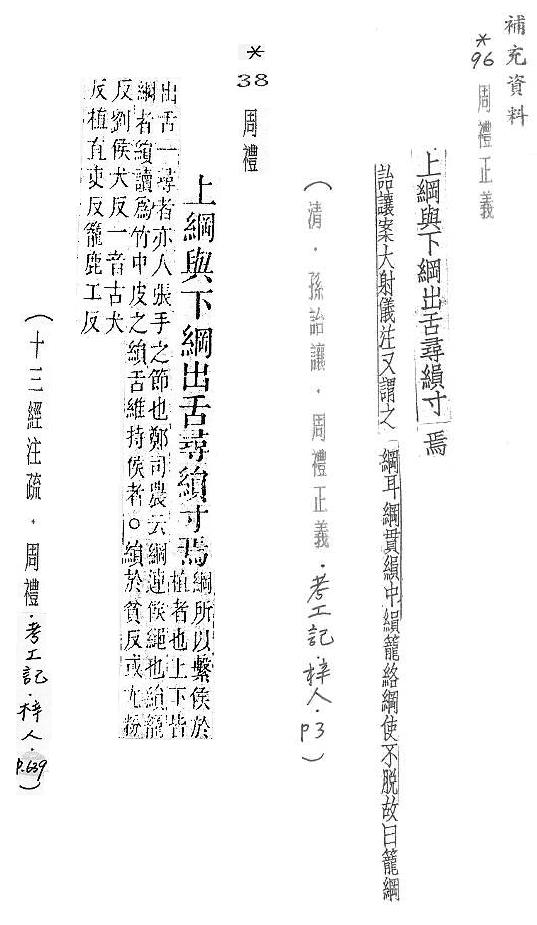 補充資料
*96 周禮正義
上綱與下綱出舌尋縜寸焉
詒讓案大射儀注又謂之綱耳綱貫縜中縜籠絡綱使不脫故曰籠綱
(清．孫詒讓．周禮正義．考工記．梓人．P3)
*38 周禮
上綱與下綱出舌尋縜寸焉
綱所以繫侯於
植者也上下皆
出舌一尋者亦人張手之節也鄭司農云綱連侯繩也縜籠
綱者縜讀爲竹中皮之縜舌維持侯者○縜於貧反或尤粉
反劉侯犬反一音古犬
反植直吏反籠鹿工反
(十三經注疏．周禮．考工記．梓人．P.639)